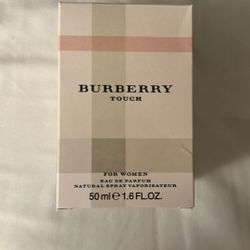 BURBERRY
TOUCH
FOR WOMEN
EAU DE PARFUM
NATURAL SPRAY VAPORISATEUR
50 ml ℮ 1.6 FL.OZ.